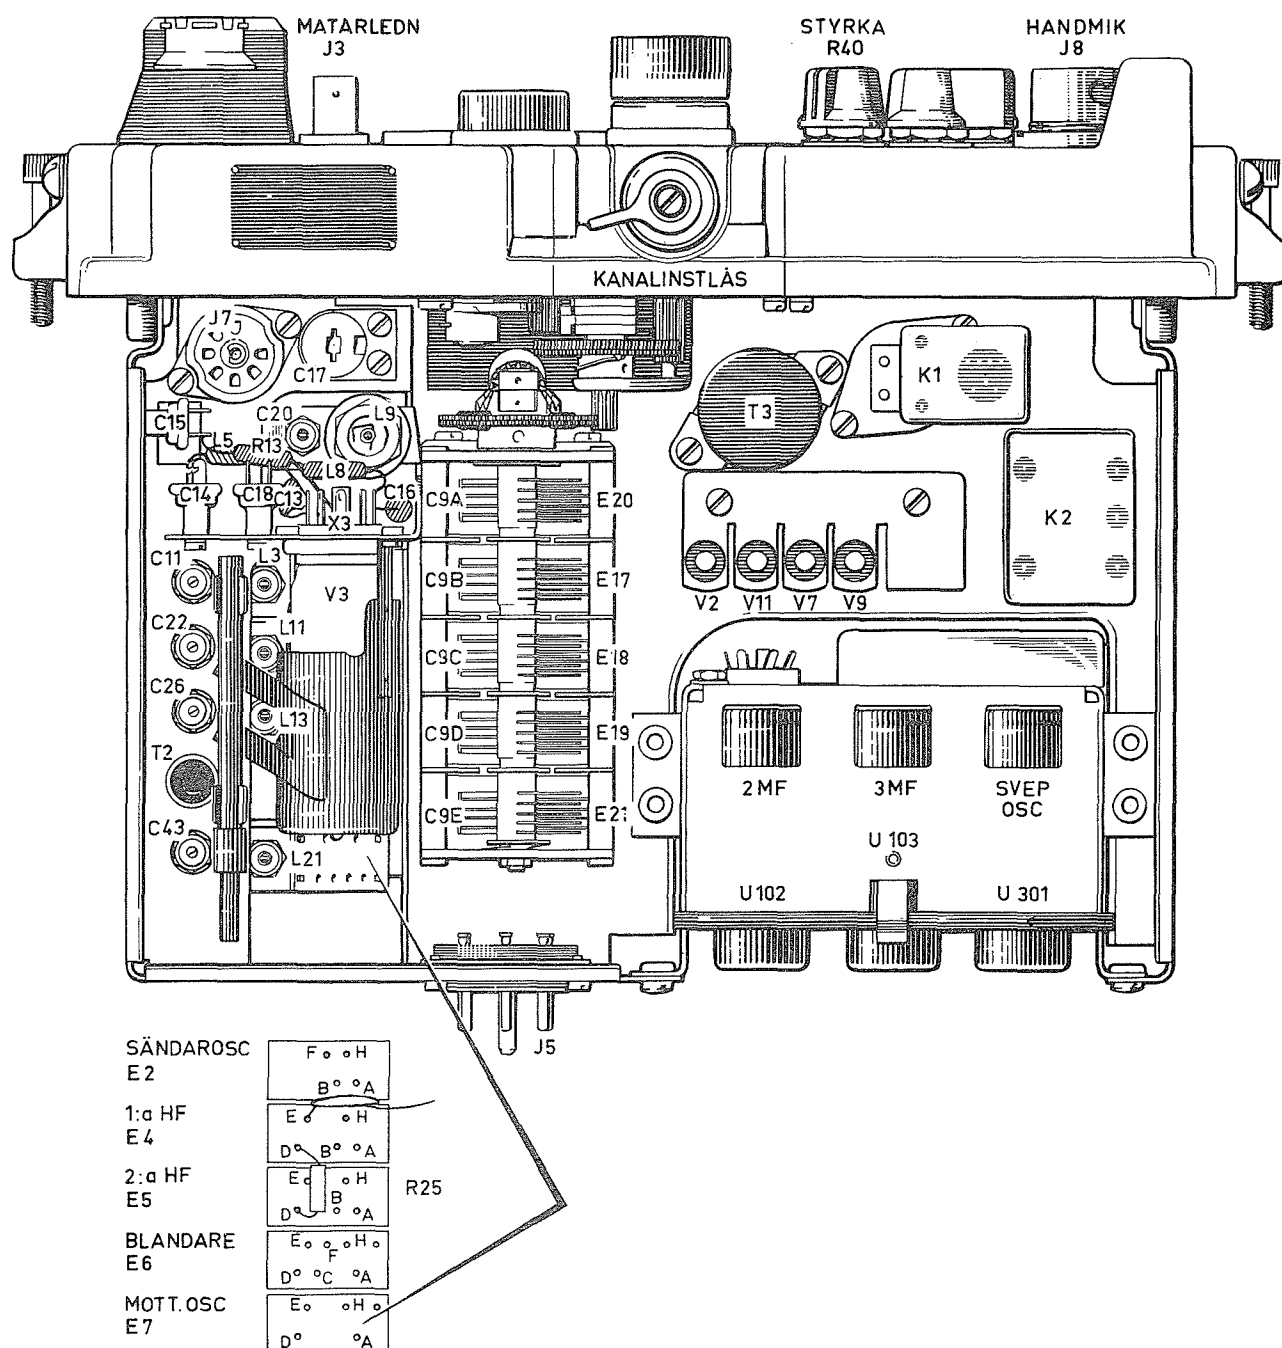 MATARLEDN
J3
STYRKA
R40
HANDMIK
J8
KANALINSTLÅS
J7
C17
K1
T3
C20
L9
C15
L5
R13
L8
C14
C18
C13
C16
X3
C9A
E20
K2
C11
L3
V3
C9B
E17
V2
V11
V7
V9
C22
L11
C9C
E18
C26
L13
C9D
E19
T2
2MF
3MF
SVEP
OSC
C43
C9E
E21
U 103
L21
U102
U 301
J5
SÄNDAROSC
E2
F H
B A
1:a HF
E4
E H
D B A
2:a HF
E5
E H
B
D A
R25
BLANDARE
E6
E H
F
D C A
MOTT.OSC
E7
E H
D A